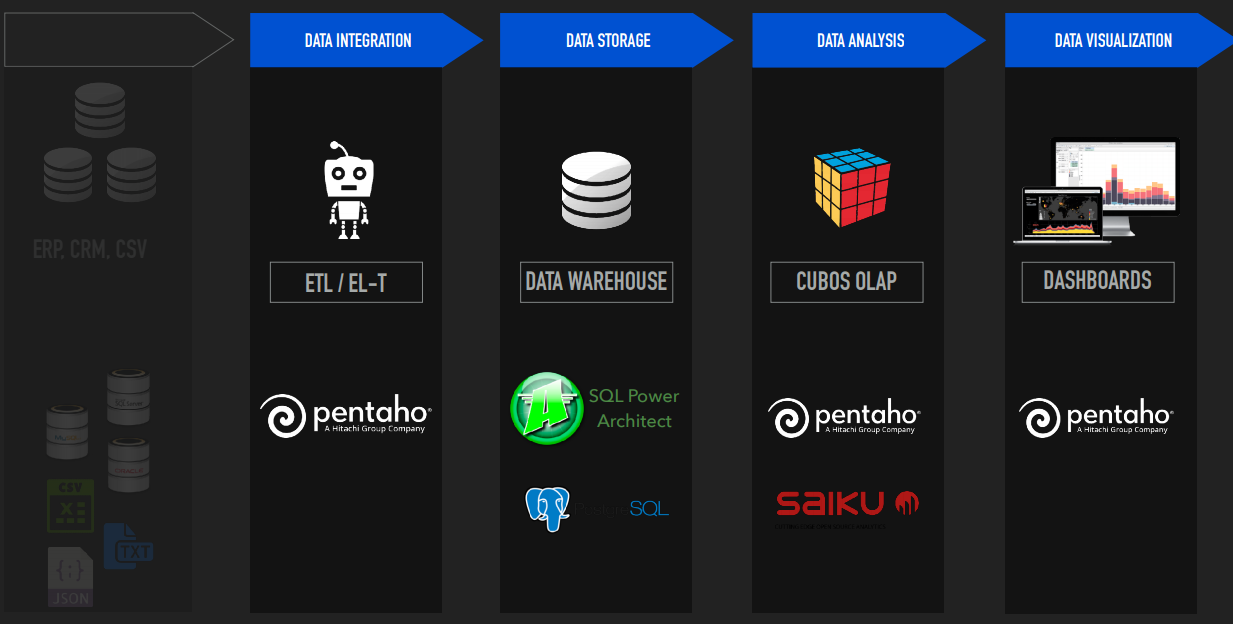 DATA INTEGRATION
DATA STORAGE
DATA ANALYSIS
DATA VISUALIZATION
ERP, CRM, CSV
ETL / EL-T
DATA WAREHOUSE
CUBOS OLAP
DASHBOARDS
pentaho®
A Hitachi Group Company
A
SQL Power
Architect
pentaho®
A Hitachi Group Company
pentaho®
A Hitachi Group Company
PostgreSQL
SAIKU
ORACLE
CSV
X
TXT
{;}
JSON